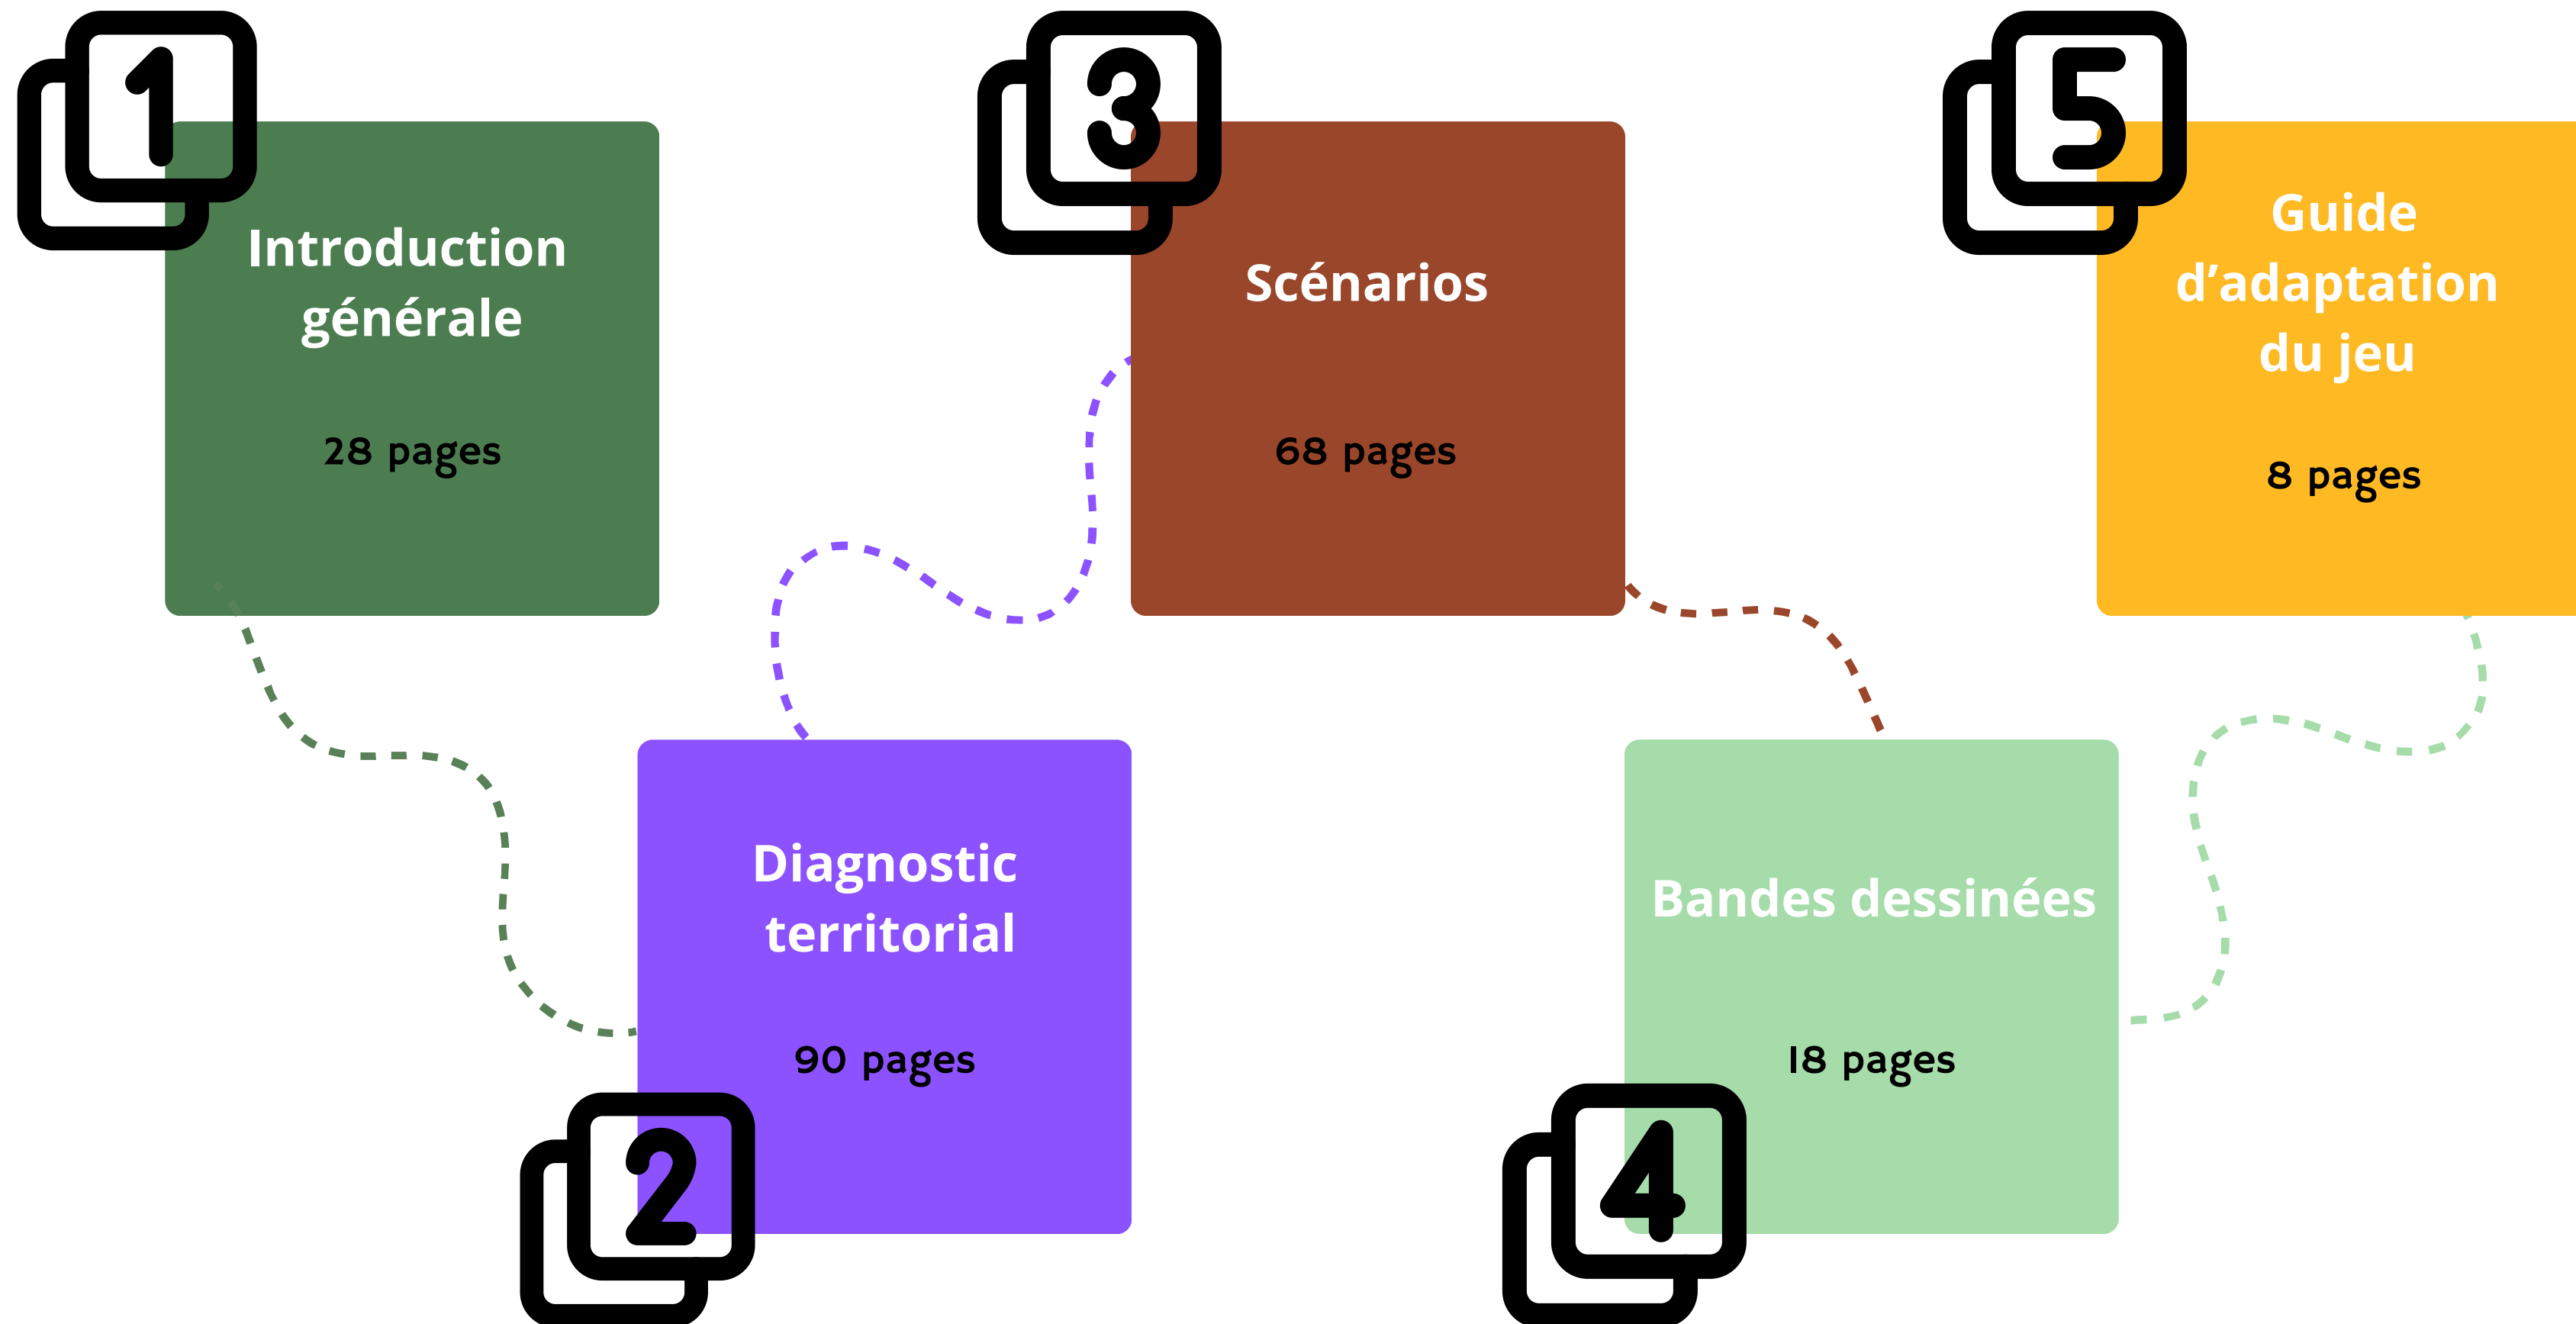 1
Introduction
générale
28 pages
2
Diagnostic
territorial
90 pages
3
Scénarios
68 pages
4
Bandes dessinées
18 pages
5
Guide
d’adaptation
du jeu
8 pages